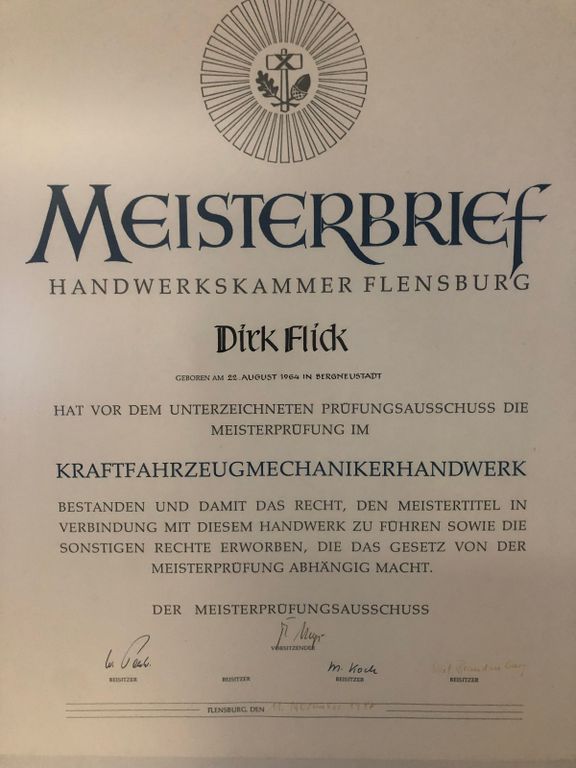 MEISTERBRIEF
HANDWERKSKAMMER FLENSBURG
Dirk Flick
GEBOREN AM 22. AUGUST 1964 IN BERGNEUSTADT
HAT VOR DEM UNTERZEICHNETEN PRÜFUNGSAUSSCHUSS DIE
MEISTERPRÜFUNG IM
KRAFTFAHRZEUGMECHANIKERHANDWERK
BESTANDEN UND DAMIT DAS RECHT, DEN MEISTERTITEL IN
VERBINDUNG MIT DIESEM HANDWERK ZU FÜHREN SOWIE DIE
SONSTIGEN RECHTE ERWORBEN, DIE DAS GESETZ VON DER
MEISTERPRÜFUNG ABHÄNGIG MACHT.
DER MEISTERPRÜFUNGSAUSSCHUSS
VORSITZENDER
M. Koch
BEISITZER BEISITZER BEISITZER BEISITZER
FLENSBURG, DEN